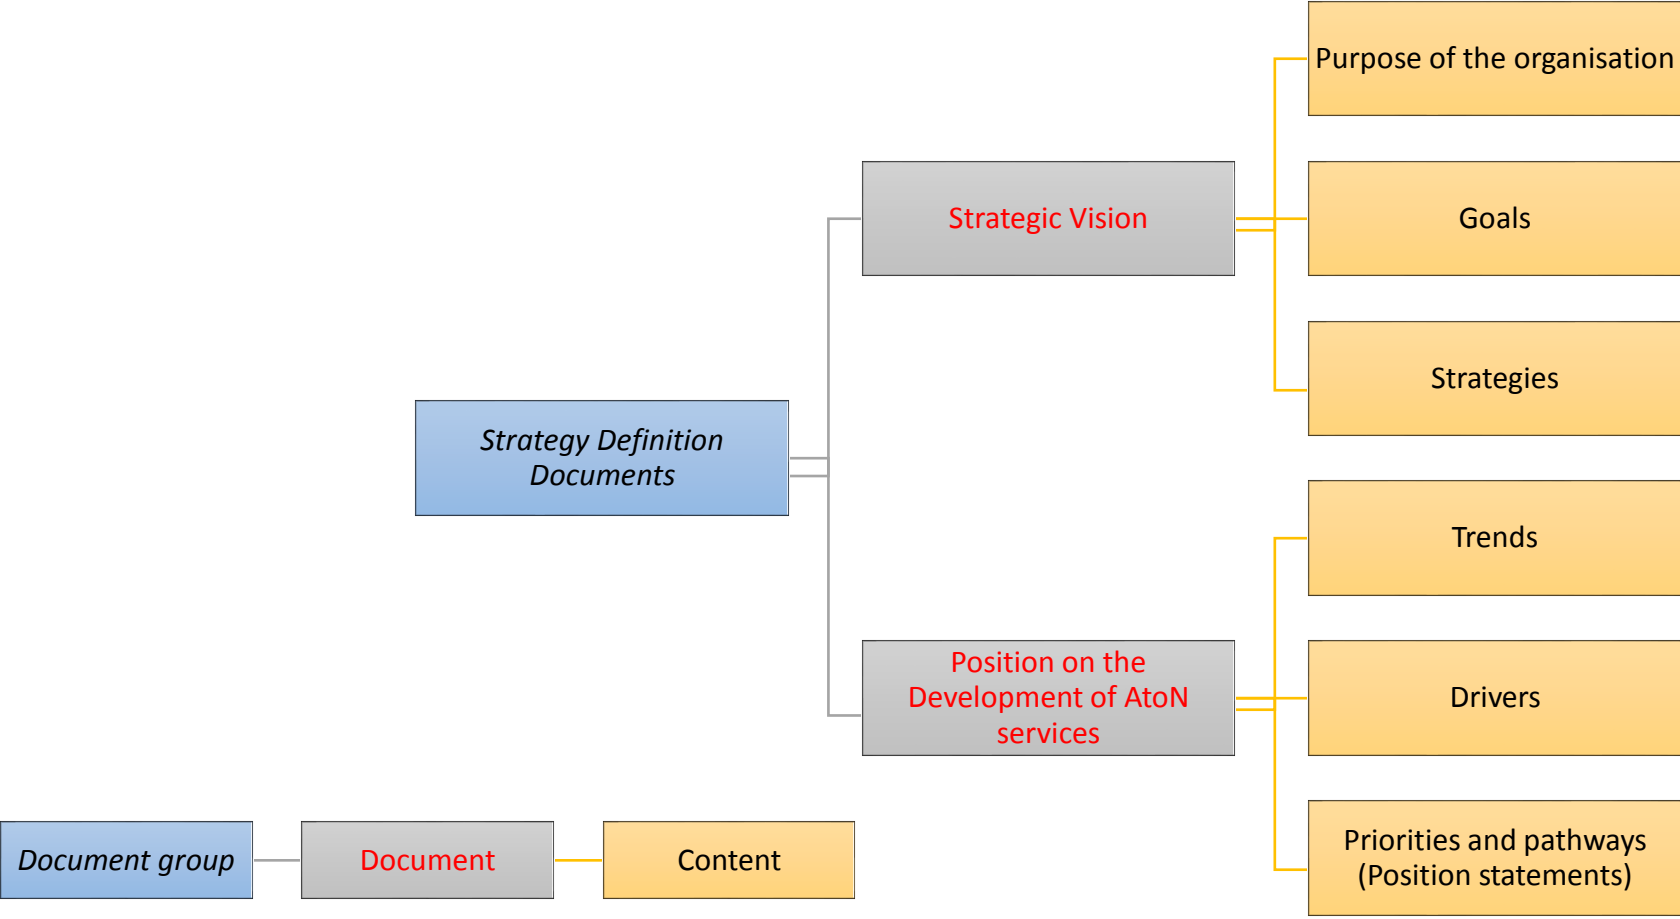 Purpose of the organisation
Strategic Vision
Goals
Strategies
Strategy Definition
Documents
Trends
Position on the
Development of AtoN
services
Drivers
Priorities and pathways
(Position statements)
Document group
Document
Content